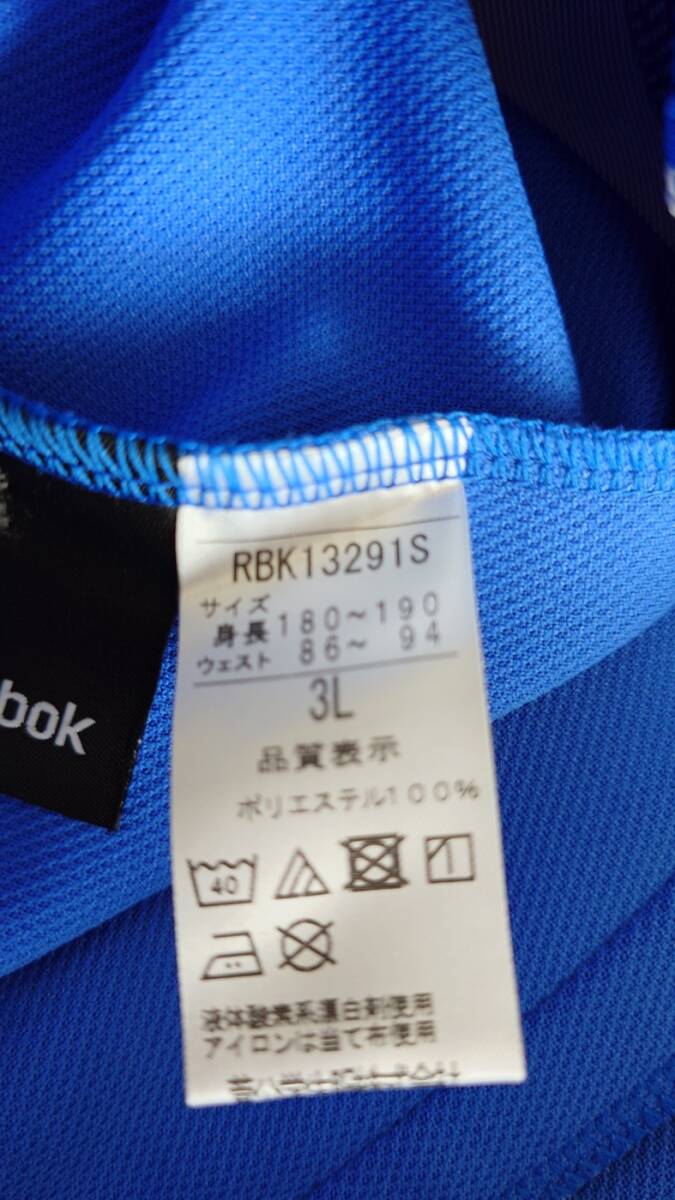 RBK13291S
サイズ
身長 180～190
ウェスト 86～ 94
3L
品質表示
ポリエステル100%
40
液体酸素系漂白剤使用
アイロンは当て布使用
bok